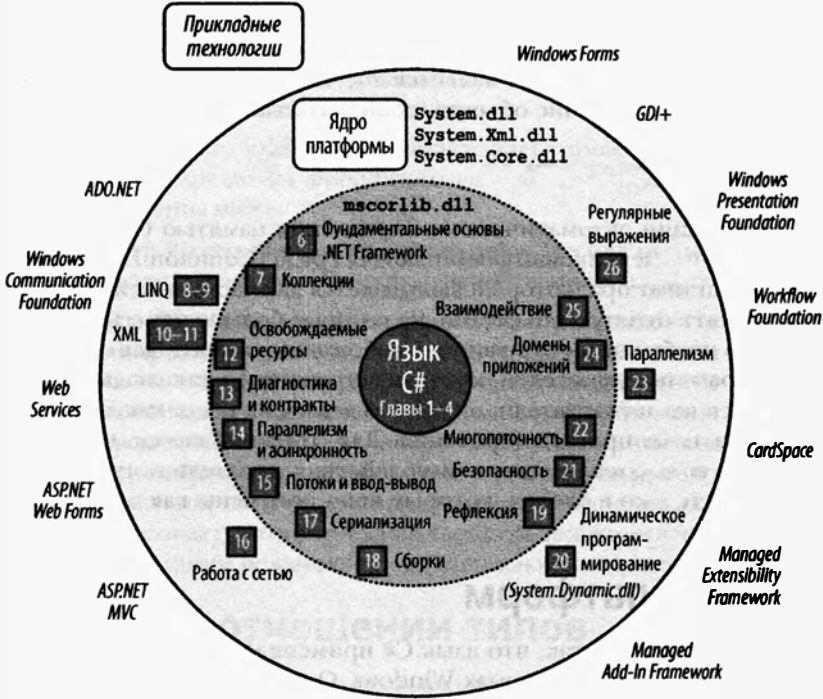 Прикладные
технологии
Windows Forms
GDI+
Windows
Presentation
Foundation
Workflow
Foundation
CardSpace
Managed
Extensibility
Framework
Managed
Add-In Framework
ADO.NET
Windows
Communication
Foundation
Web
Services
ASP.NET
Web Forms
ASP.NET
MVC
Ядро
платформы
System.dll
System.Xml.dll
System.Core.dll
mscorlib.dll
6 Фундаментальные основы
.NET Framework
7 Коллекции
LINQ 8–9
XML 10–11
12 Освобождаемые
ресурсы
13 Диагностика
и контракты
14 Параллелизм
и асинхронность
15 Потоки и ввод-вывод
16
Работа с сетью
17 Сериализация
18 Сборки
Язык
C#
Главы 1–4
Регулярные
выражения
26
Взаимодействие 25
Домены
приложений 24
Параллелизм
23
Многопоточность 22
Безопасность 21
Рефлексия 19
Динамическое
програм-
мирование
20
(System.Dynamic.dll)